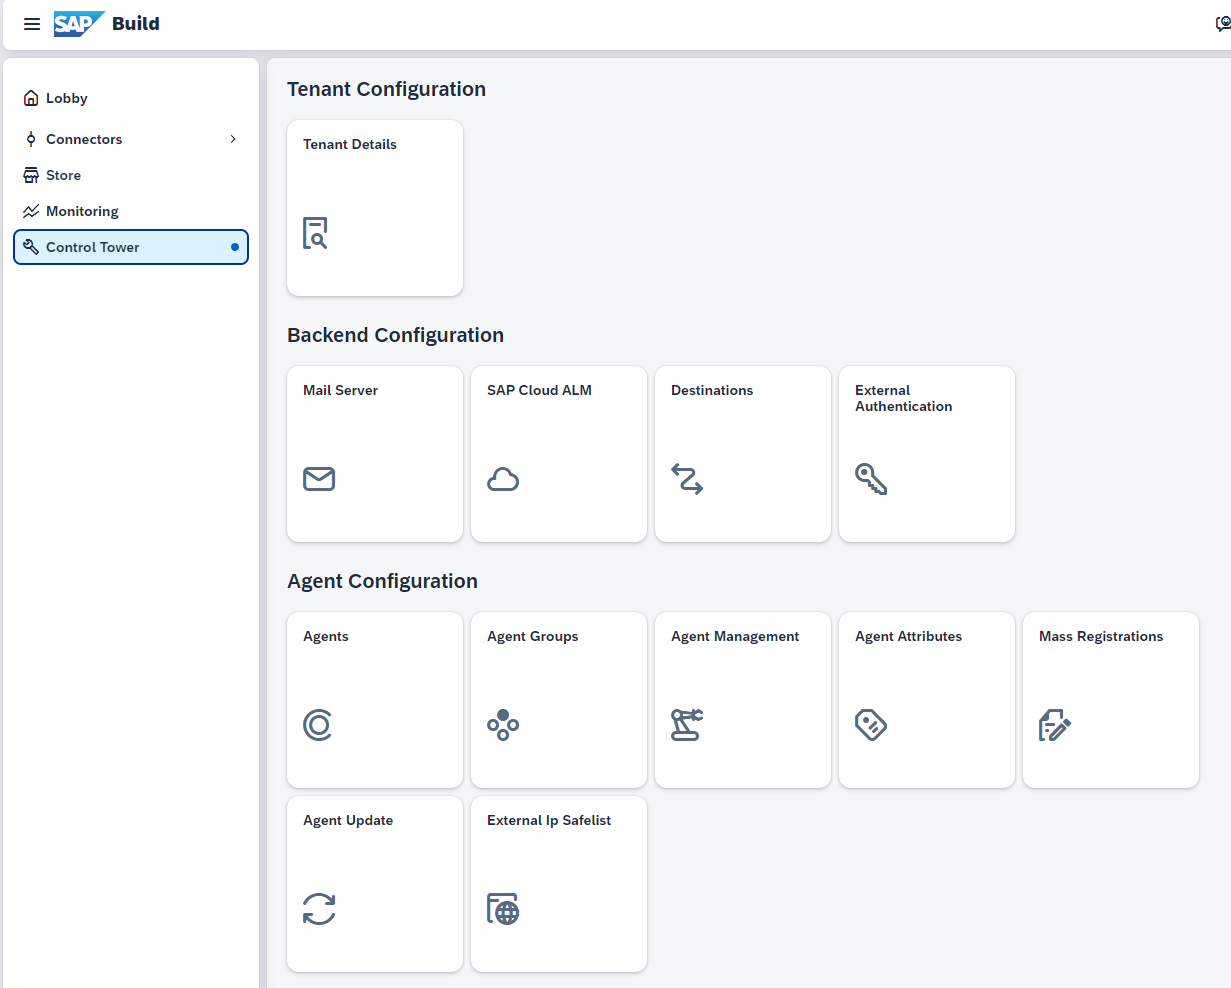 SAP Build
Lobby
Connectors
Store
Monitoring
Control Tower
Tenant Configuration
Tenant Details
Backend Configuration
Mail Server
SAP Cloud ALM
Destinations
External
Authentication
Agent Configuration
Agents
Agent Groups
Agent Management
Agent Attributes
Mass Registrations
Agent Update
External Ip Safelist